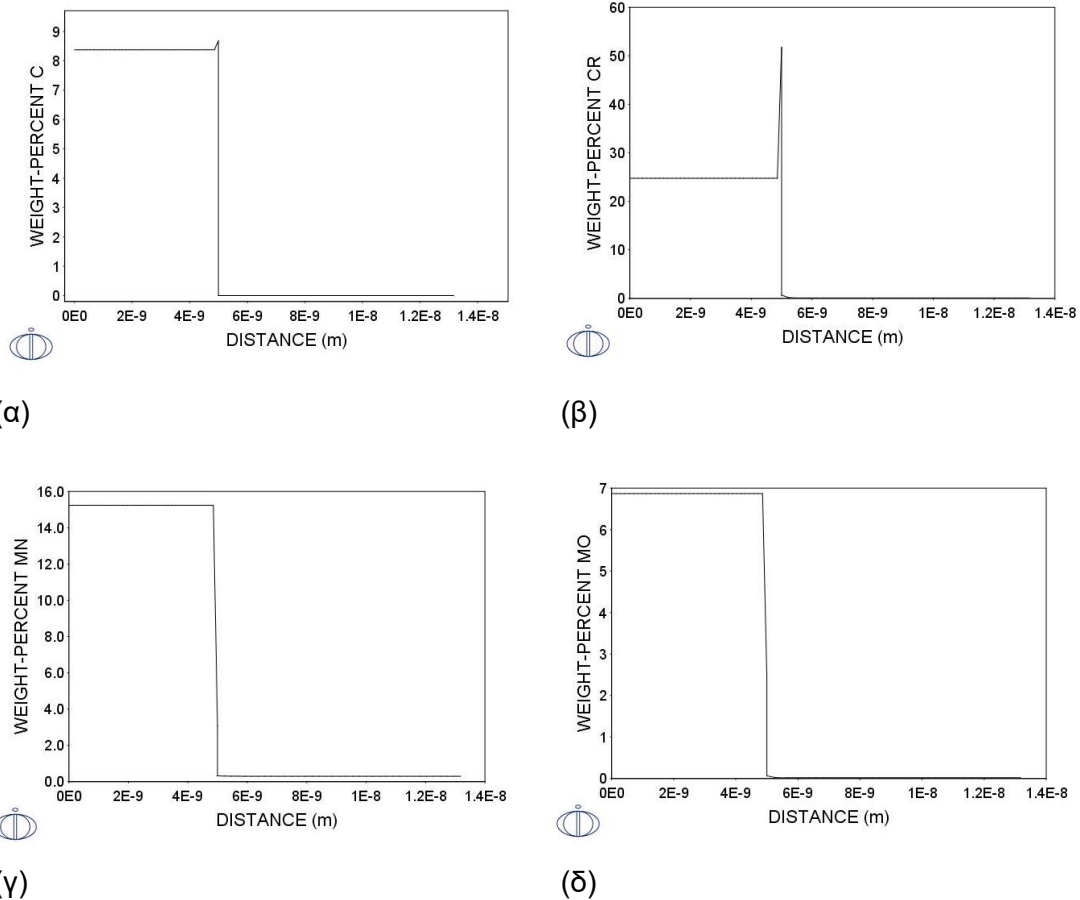 WEIGHT-PERCENT C
9
8
7
6
5
4
3
2
1
0
0E0 2E-9 4E-9 6E-9 8E-9 1E-8 1.2E-8 1.4E-8
DISTANCE (m)
(α)
WEIGHT-PERCENT CR
60
50
40
30
20
10
0
0E0 2E-9 4E-9 6E-9 8E-9 1E-8 1.2E-8 1.4E-8
DISTANCE (m)
(β)
WEIGHT-PERCENT MN
16.0
14.0
12.0
10.0
8.0
6.0
4.0
2.0
0.0
0E0 2E-9 4E-9 6E-9 8E-9 1E-8 1.2E-8 1.4E-8
DISTANCE (m)
(γ)
WEIGHT-PERCENT MO
7
6
5
4
3
2
1
0
0E0 2E-9 4E-9 6E-9 8E-9 1E-8 1.2E-8 1.4E-8
DISTANCE (m)
(δ)